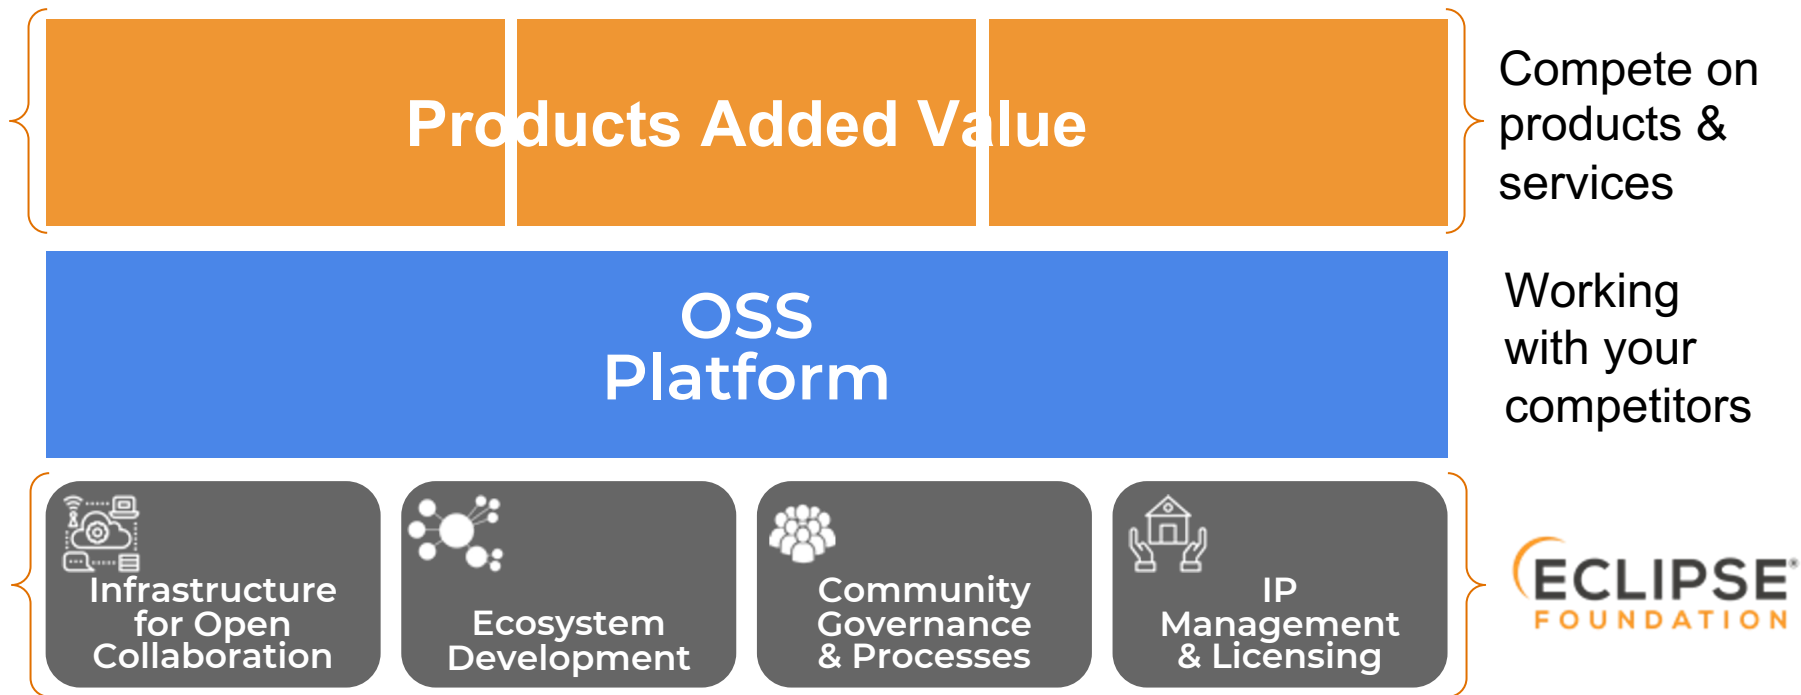 Products Added Value
Compete on
products &
services
OSS
Platform
Working
with your
competitors
Infrastructure
for Open
Collaboration
Ecosystem
Development
Community
Governance
& Processes
IP
Management
& Licensing
ECLIPSE®
FOUNDATION